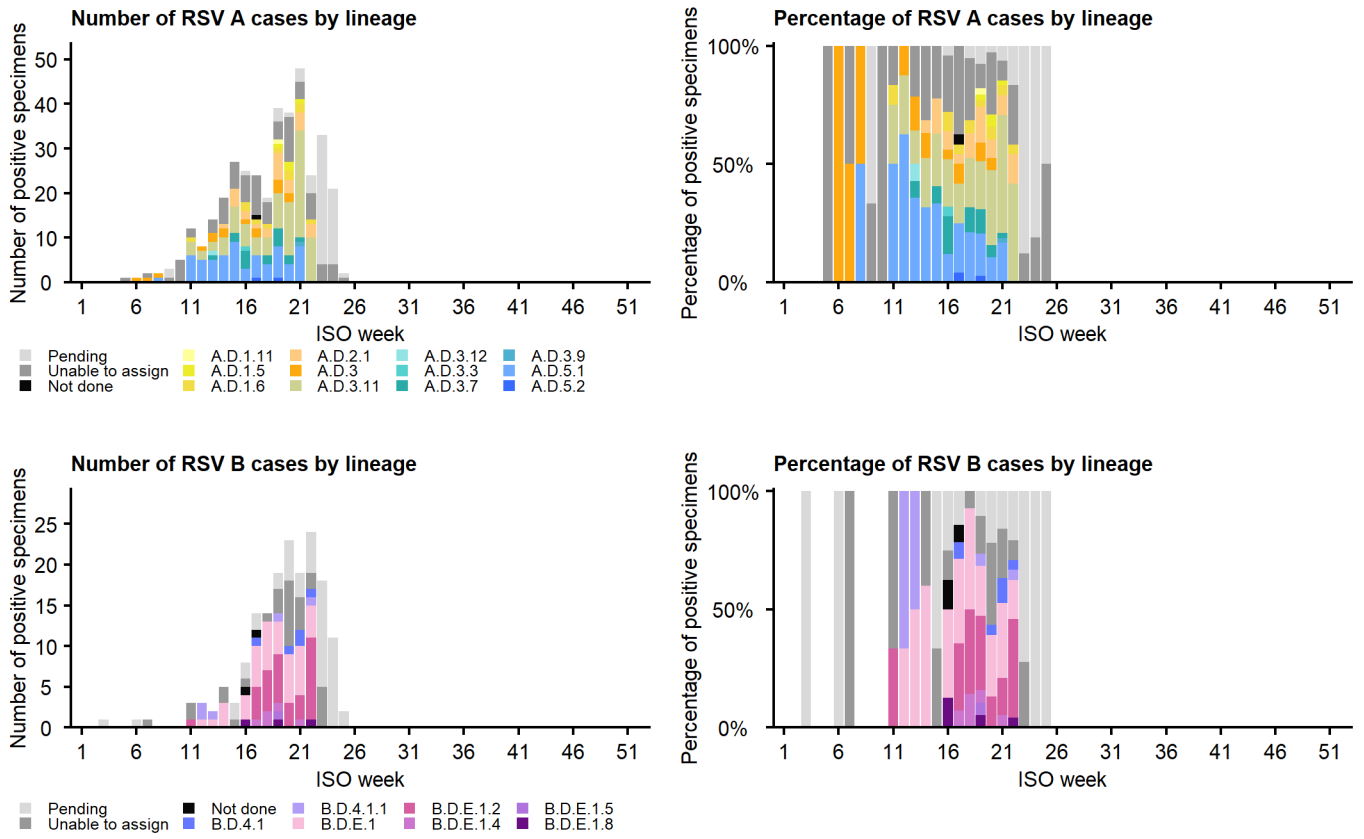 Number of RSV A cases by lineage
Number of positive specimens
50
40
30
20
10
0
1 6 11 16 21 26 31 36 41 46 51
ISO week
Pending A.D.1.11 A.D.2.1 A.D.3.12 A.D.3.9
Unable to assign A.D.1.5 A.D.3 A.D.3.3 A.D.5.1
Not done A.D.1.6 A.D.3.11 A.D.3.7 A.D.5.2
Percentage of RSV A cases by lineage
Percentage of positive specimens
100%
50%
0%
1 6 11 16 21 26 31 36 41 46 51
ISO week
Number of RSV B cases by lineage
Number of positive specimens
25
20
15
10
5
0
1 6 11 16 21 26 31 36 41 46 51
ISO week
Pending Not done B.D.4.1.1 B.D.E.1.2 B.D.E.1.5
Unable to assign B.D.4.1 B.D.E.1 B.D.E.1.4 B.D.E.1.8
Percentage of RSV B cases by lineage
Percentage of positive specimens
100%
50%
0%
1 6 11 16 21 26 31 36 41 46 51
ISO week